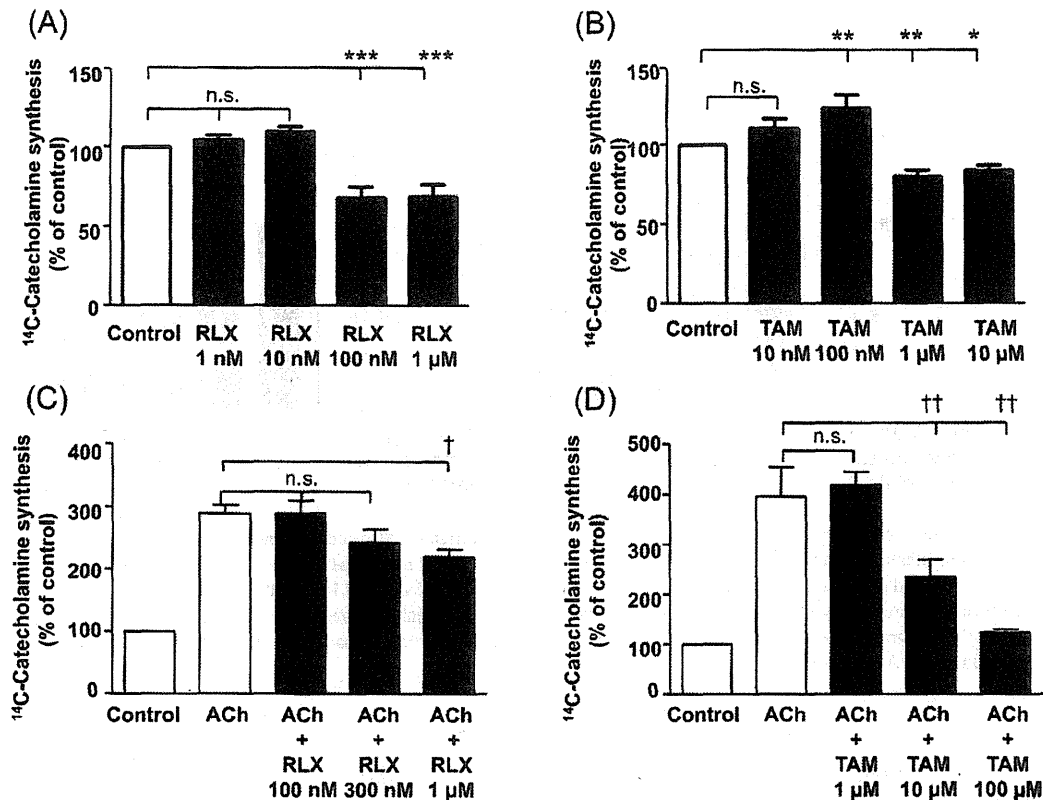 (A)
¹⁴C-Catecholamine synthesis
(% of control)
150
100
50
0
n.s.
***
***
Control
RLX
1 nM
RLX
10 nM
RLX
100 nM
RLX
1 µM
(B)
¹⁴C-Catecholamine synthesis
(% of control)
150
100
50
0
n.s.
**
**
*
Control
TAM
10 nM
TAM
100 nM
TAM
1 µM
TAM
10 µM
(C)
¹⁴C-Catecholamine synthesis
(% of control)
400
300
200
100
0
n.s.
†
Control
ACh
ACh
+
RLX
100 nM
ACh
+
RLX
300 nM
ACh
+
RLX
1 µM
(D)
¹⁴C-Catecholamine synthesis
(% of control)
500
400
300
200
100
0
n.s.
††
††
Control
ACh
ACh
+
TAM
1 µM
ACh
+
TAM
10 µM
ACh
+
TAM
100 µM